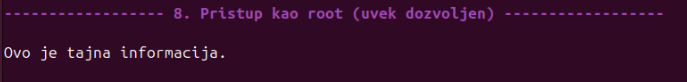 ------------------ 8. Pristup kao root (uvek dozvoljen) ------------------
Ovo je tajna informacija.